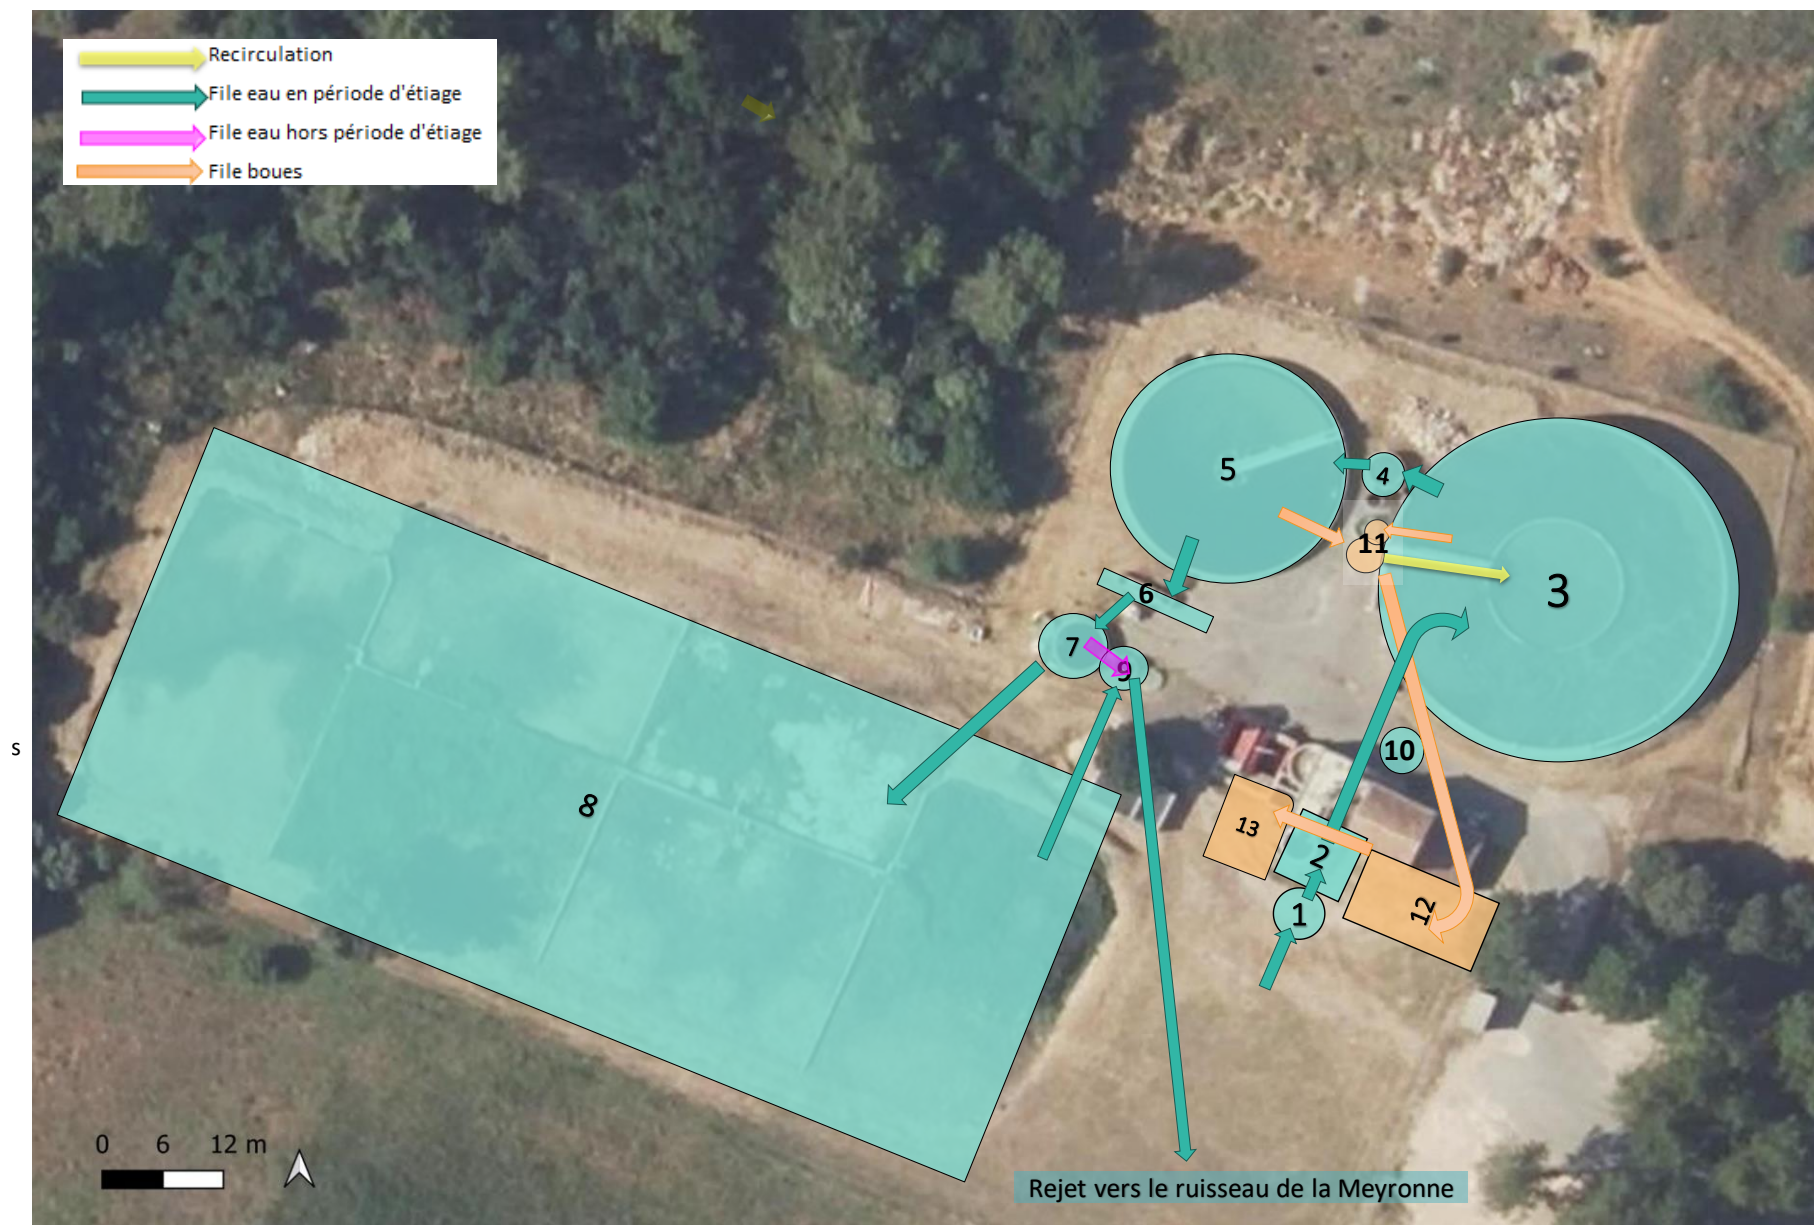 Recirculation
File eau en période d'étiage
File eau hors période d'étiage
File boues
5
4
11
3
6
7
9
s
10
8
13
2
12
1
0 6 12 m
Rejet vers le ruisseau de la Meyronne